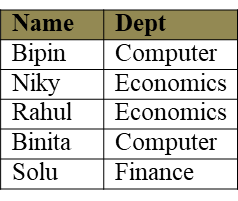 Name Dept
Bipin Computer
Niky Economics
Rahul Economics
Binita Computer
Solu Finance